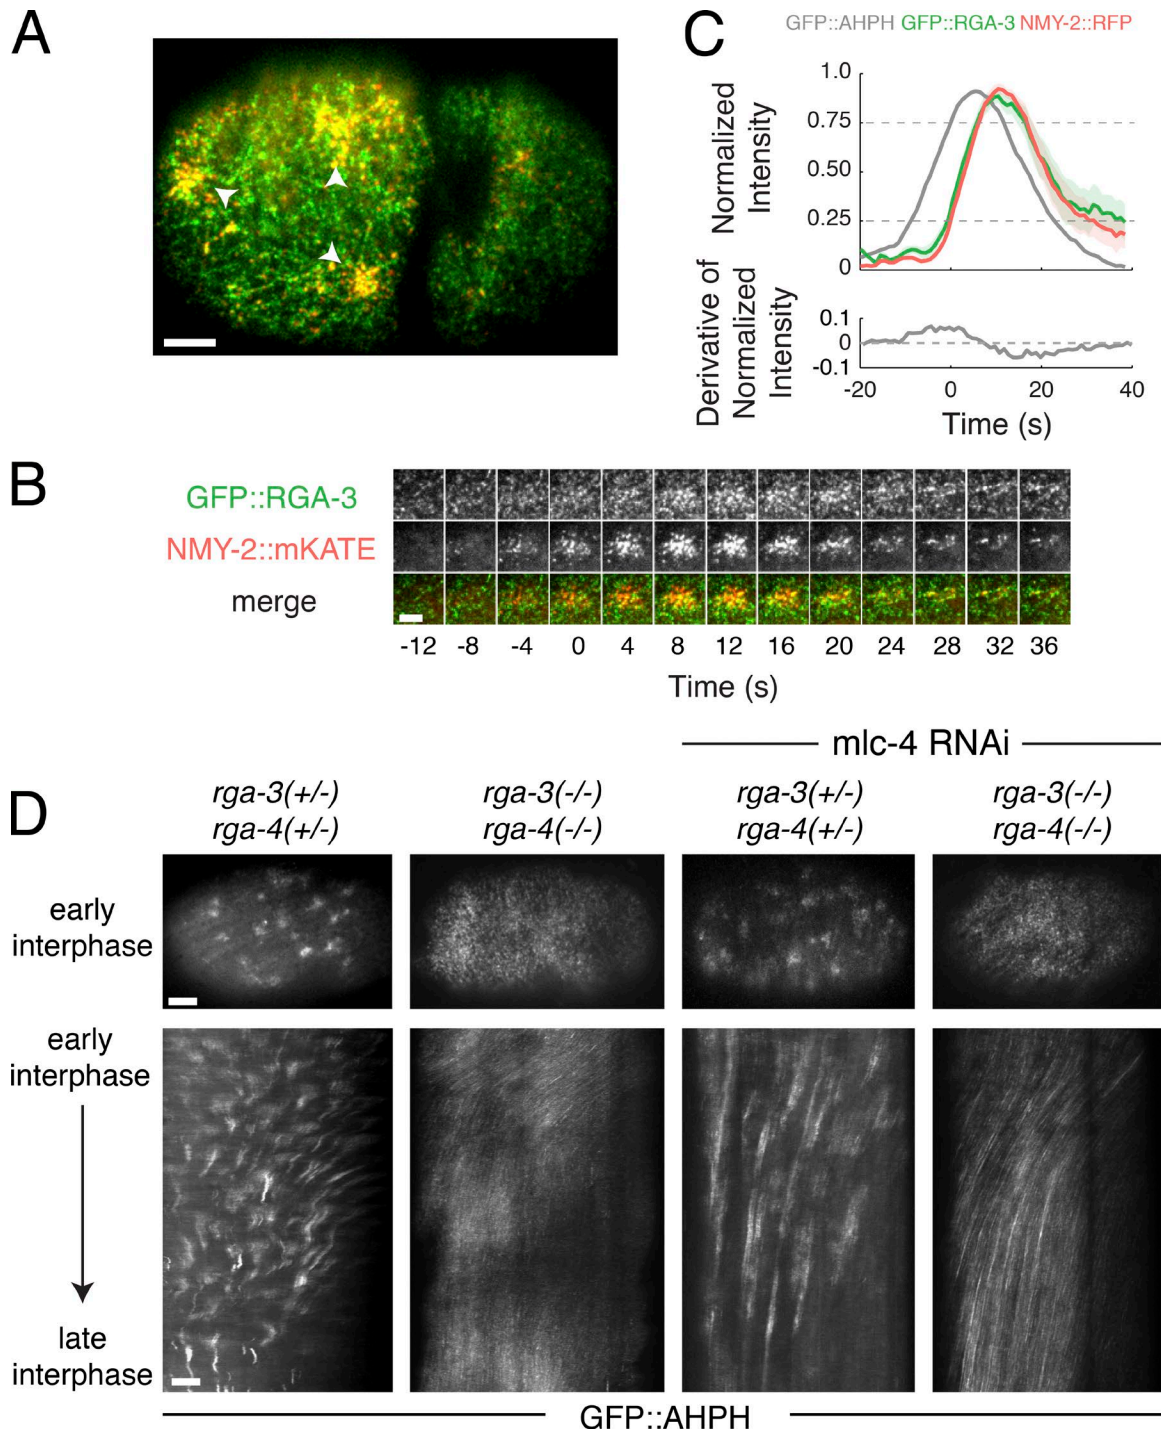 A
C
GFP::AHPH GFP::RGA-3 NMY-2::RFP
Normalized
Intensity
1.0
0.75
0.50
0.25
0
Derivative of
Normalized
Intensity
0.1
0
-0.1
-20 0 20 40
Time (s)
B
GFP::RGA-3
NMY-2::mKATE
merge
-12 -8 -4 0 4 8 12 16 20 24 28 32 36
Time (s)
mlc-4 RNAi
D
rga-3(+/-) rga-3(-/-) rga-3(+/-) rga-3(-/-)
rga-4(+/-) rga-4(-/-) rga-4(+/-) rga-4(-/-)
early
interphase
early
interphase
late
interphase
GFP::AHPH